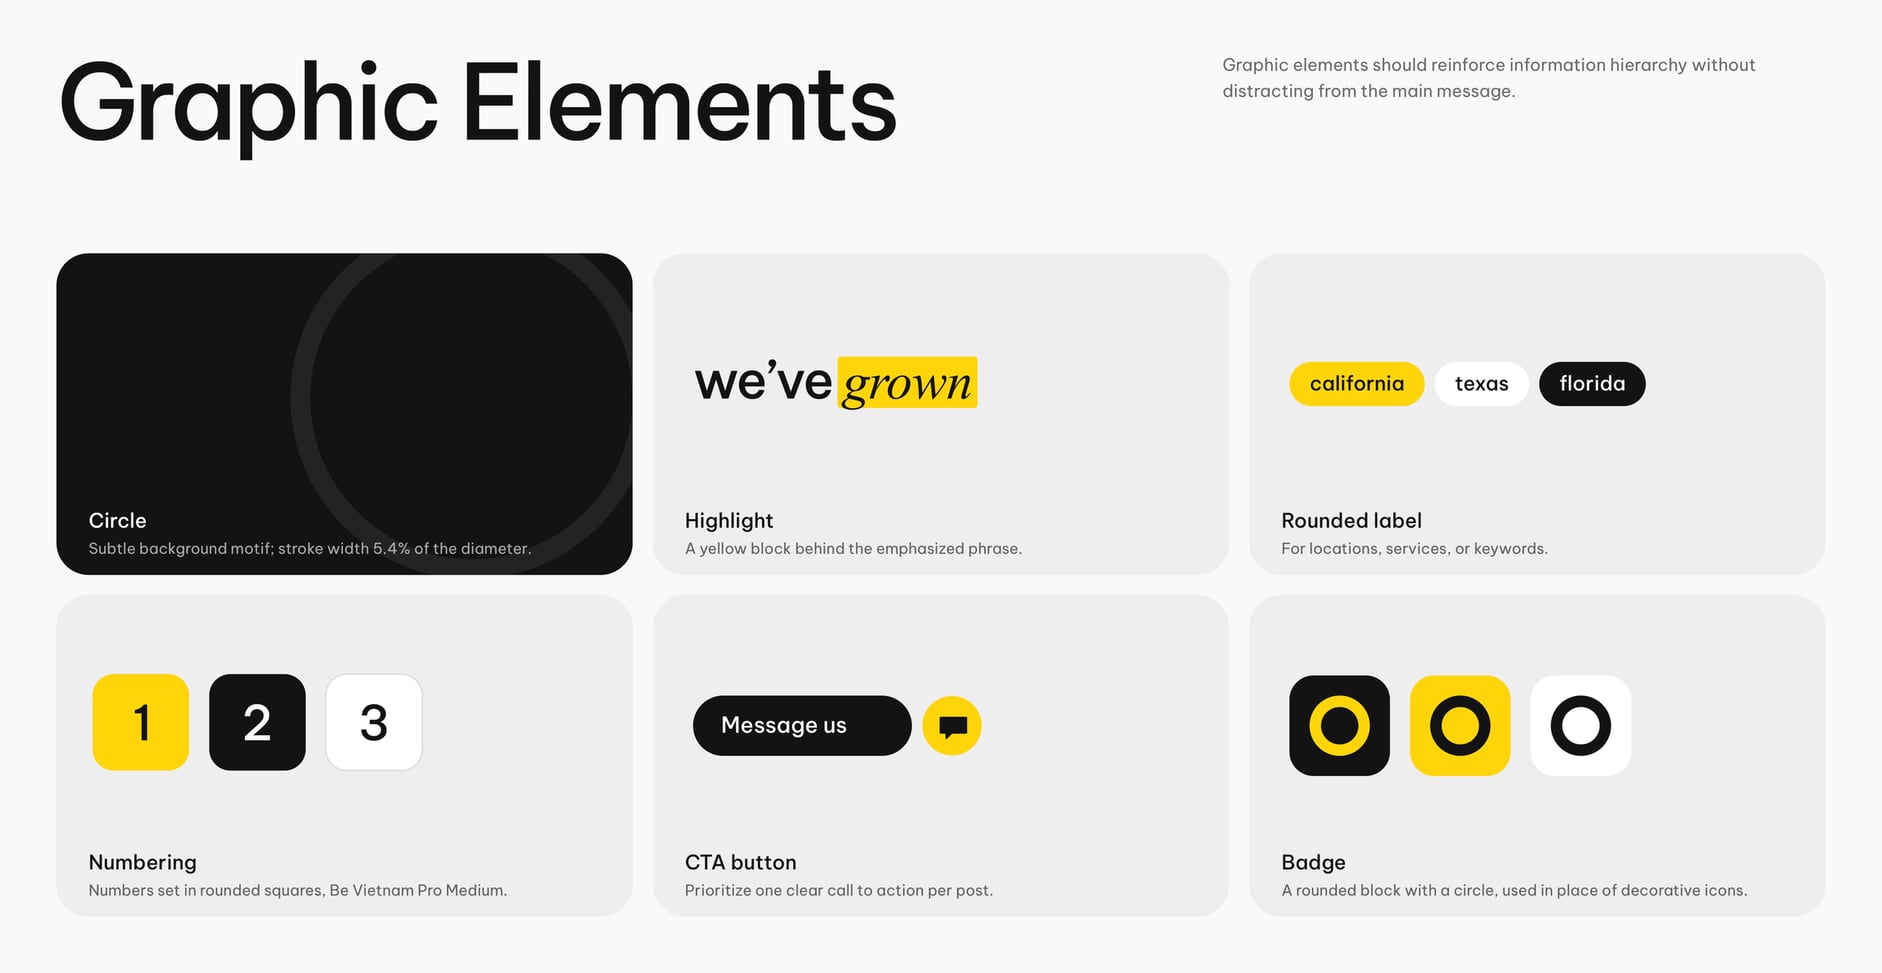 Graphic Elements
Graphic elements should reinforce information hierarchy without
distracting from the main message.
Circle
Subtle background motif; stroke width 5.4% of the diameter.
we’ve grown
Highlight
A yellow block behind the emphasized phrase.
california texas florida
Rounded label
For locations, services, or keywords.
1 2 3
Numbering
Numbers set in rounded squares, Be Vietnam Pro Medium.
Message us
CTA button
Prioritize one clear call to action per post.
Badge
A rounded block with a circle, used in place of decorative icons.